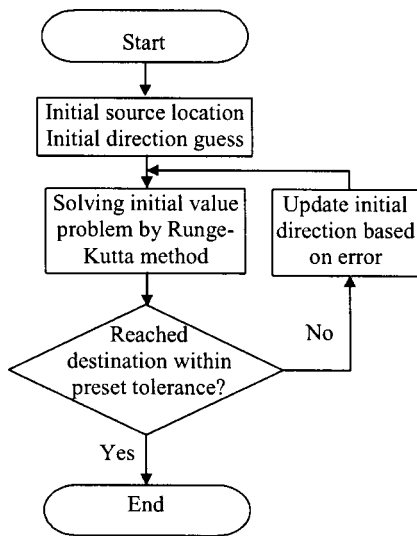 Start
Initial source location
Initial direction guess
Solving initial value
problem by Runge-
Kutta method
Update initial
direction based
on error
Reached
destination within
preset tolerance?
No
Yes
End